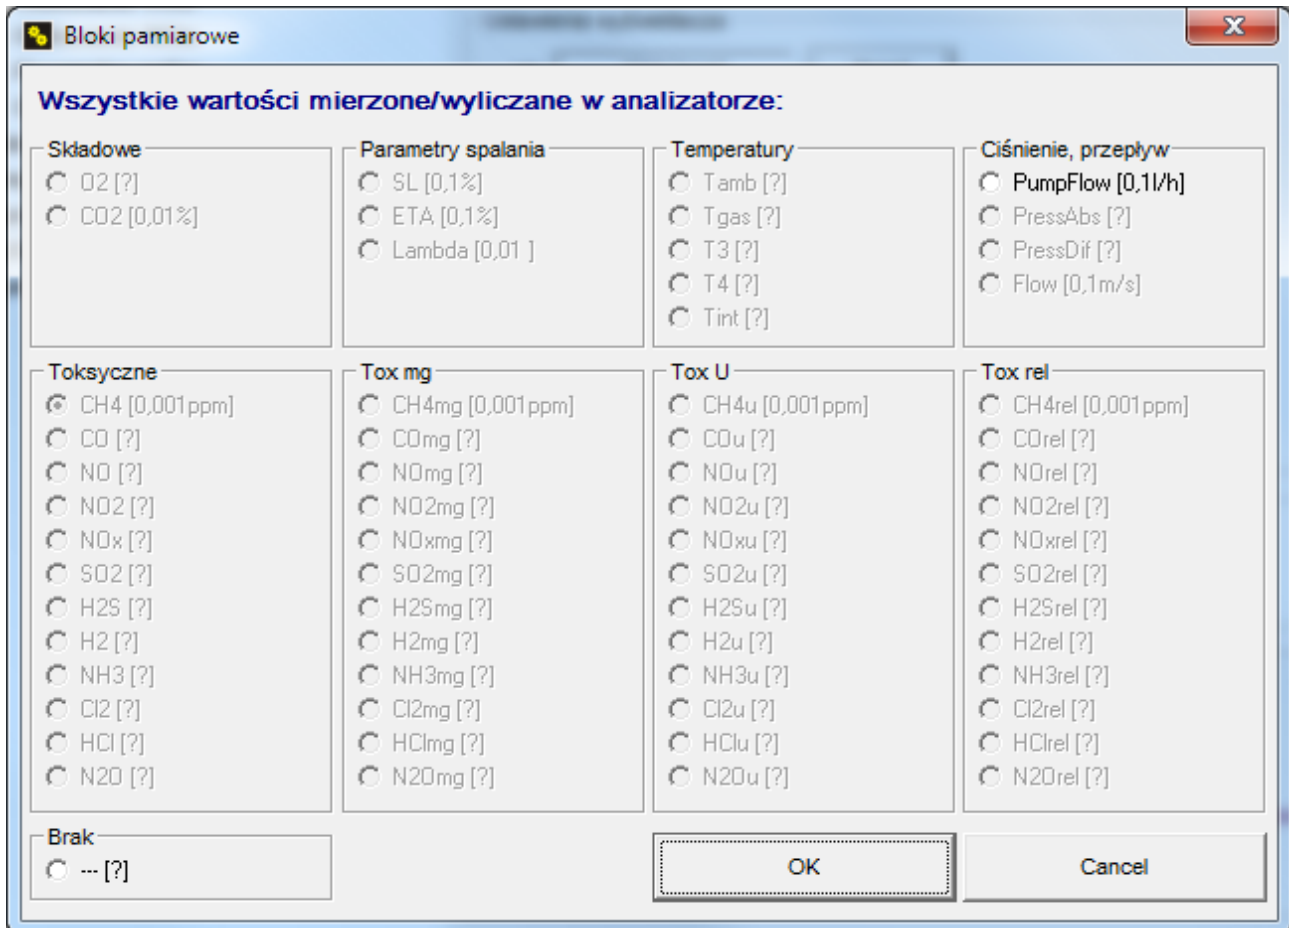 Bloki pamiarowe
Wszystkie wartości mierzone/wyliczane w analizatorze:
Składowe
O2 [?]
CO2 [0,01%]
Parametry spalania
SL [0,1%]
ETA [0,1%]
Lambda [0,01 ]
Temperatury
Tamb [?]
Tgas [?]
T3 [?]
T4 [?]
Tint [?]
Ciśnienie, przepływ
PumpFlow [0,1l/h]
PressAbs [?]
PressDif [?]
Flow [0,1m/s]
Toksyczne
CH4 [0,001ppm]
CO [?]
NO [?]
NO2 [?]
NOx [?]
SO2 [?]
H2S [?]
H2 [?]
NH3 [?]
Cl2 [?]
HCl [?]
N2O [?]
Tox mg
CH4mg [0,001ppm]
COmg [?]
NOmg [?]
NO2mg [?]
NOxmg [?]
SO2mg [?]
H2Smg [?]
H2mg [?]
NH3mg [?]
Cl2mg [?]
HClmg [?]
N2Omg [?]
Tox U
CH4u [0,001ppm]
COu [?]
NOu [?]
NO2u [?]
NOxu [?]
SO2u [?]
H2Su [?]
H2u [?]
NH3u [?]
Cl2u [?]
HClu [?]
N2Ou [?]
Tox rel
CH4rel [0,001ppm]
COrel [?]
NOrel [?]
NO2rel [?]
NOxrel [?]
SO2rel [?]
H2Srel [?]
H2rel [?]
NH3rel [?]
Cl2rel [?]
HClrel [?]
N2Orel [?]
Brak
--- [?]
OK
Cancel